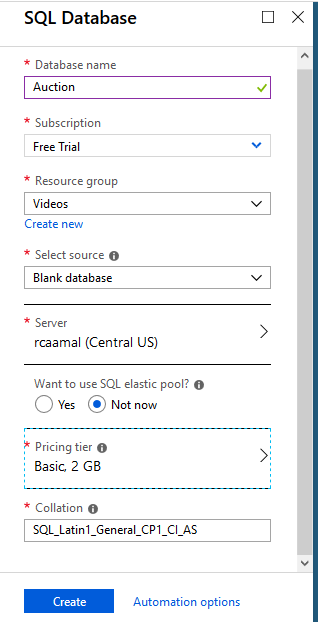 SQL Database
* Database name
Auction
* Subscription
Free Trial
* Resource group
Videos
Create new
* Select source
Blank database
* Server
rcaamal (Central US)
Want to use SQL elastic pool?
Yes Not now
* Pricing tier
Basic, 2 GB
* Collation
SQL_Latin1_General_CP1_CI_AS
Create Automation options